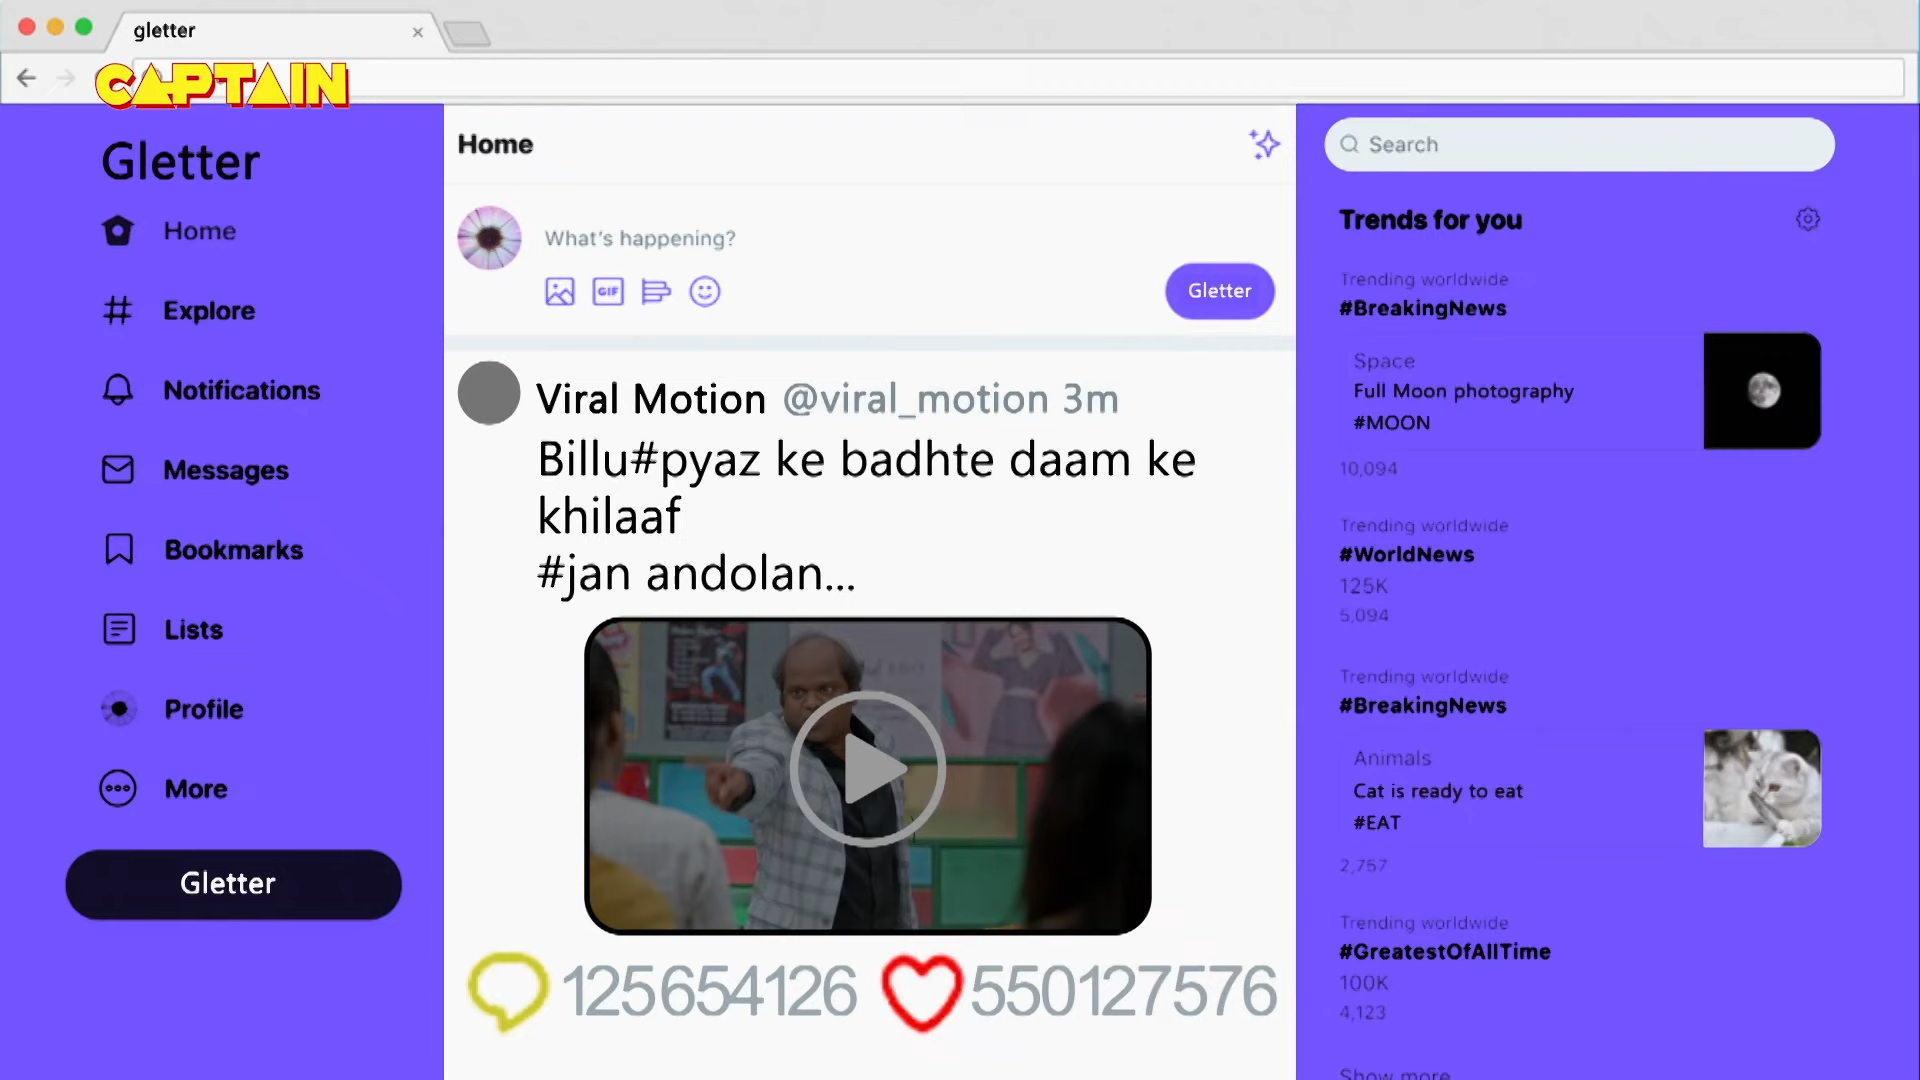 gletter
CAPTAIN
Gletter
Home
Explore
Notifications
Messages
Bookmarks
Lists
Profile
More
Gletter
Home
What's happening?
GIF
Gletter
Viral Motion @viral_motion 3m
Billu#pyaz ke badhte daam ke
khilaaf
#jan andolan...
125654126 550127576
Search
Trends for you
Trending worldwide
#BreakingNews
Space
Full Moon photography
#MOON
10,094
Trending worldwide
#WorldNews
125K
5,094
Trending worldwide
#BreakingNews
Animals
Cat is ready to eat
#EAT
2,757
Trending worldwide
#GreatestOfAllTime
100K
4,123
Show more